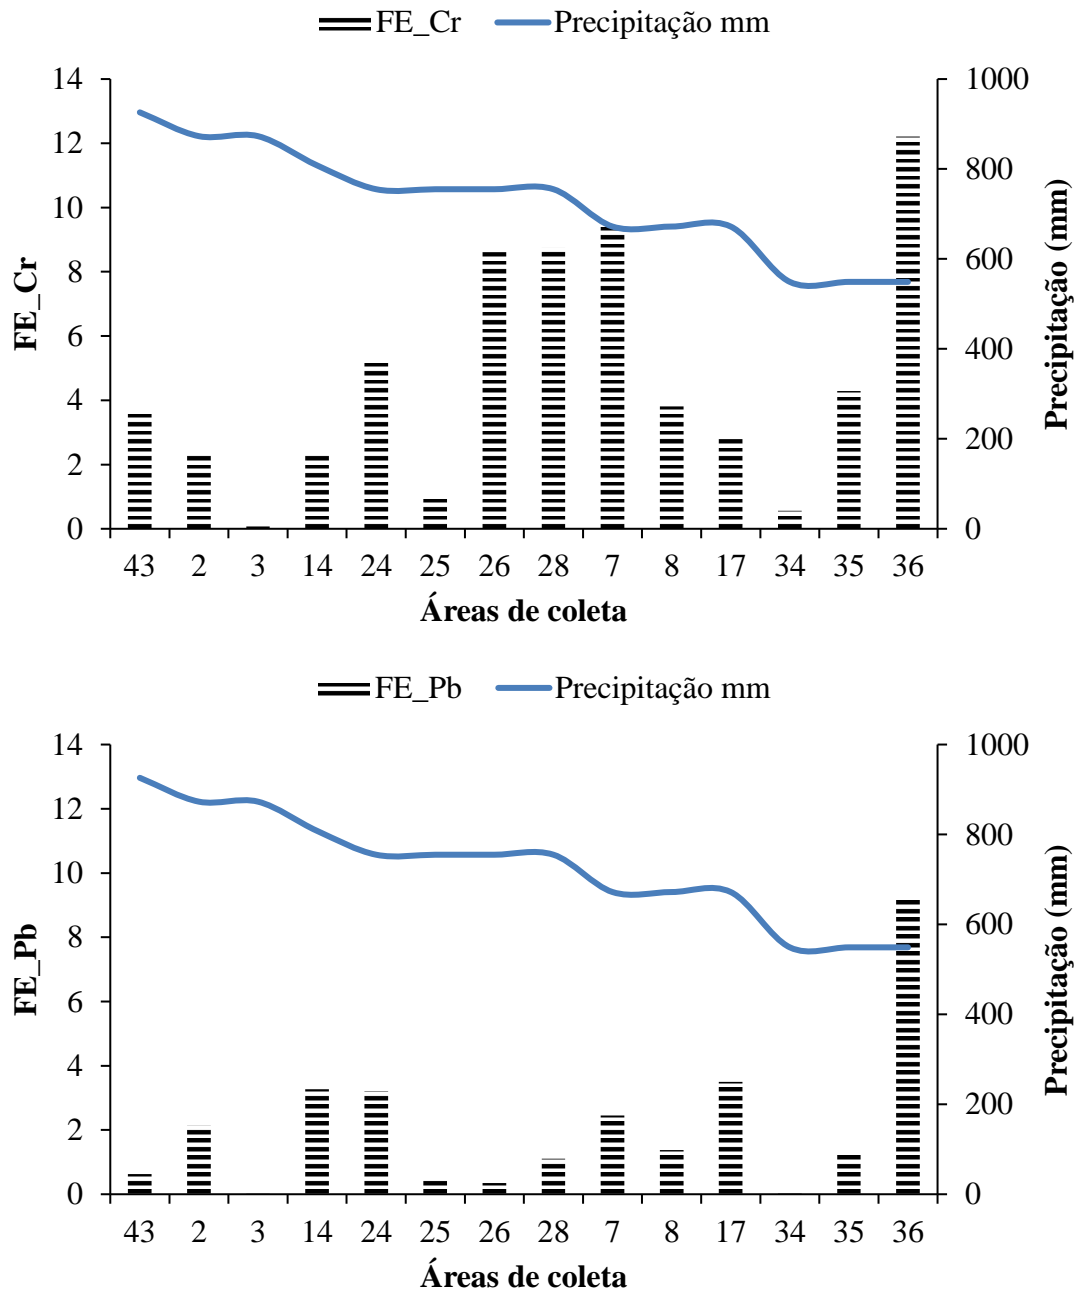 FE_Cr Precipitação mm
14 1000
12
800
10
8 600
6
400
4
200
2
0 0
FE_Cr
Precipitação (mm)
43 2 3 14 24 25 26 28 7 8 17 34 35 36
Áreas de coleta
FE_Pb Precipitação mm
14 1000
12
800
10
8 600
6
400
4
200
2
0 0
FE_Pb
Precipitação (mm)
43 2 3 14 24 25 26 28 7 8 17 34 35 36
Áreas de coleta